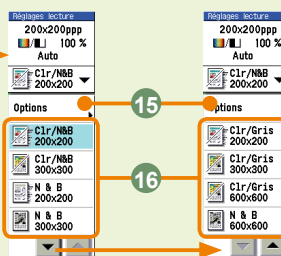 Réglages lecture
200x200ppp
100 %
Auto
Clr/N&B
200x200
Options
Clr/N&B
200x200
Clr/N&B
300x300
N & B
200x200
N & B
300x300
15
16
Réglages lecture
200x200ppp
100 %
Auto
Clr/N&B
200x200
Options
Clr/Gris
200x200
Clr/Gris
300x300
Clr/Gris
600x600
N & B
600x600